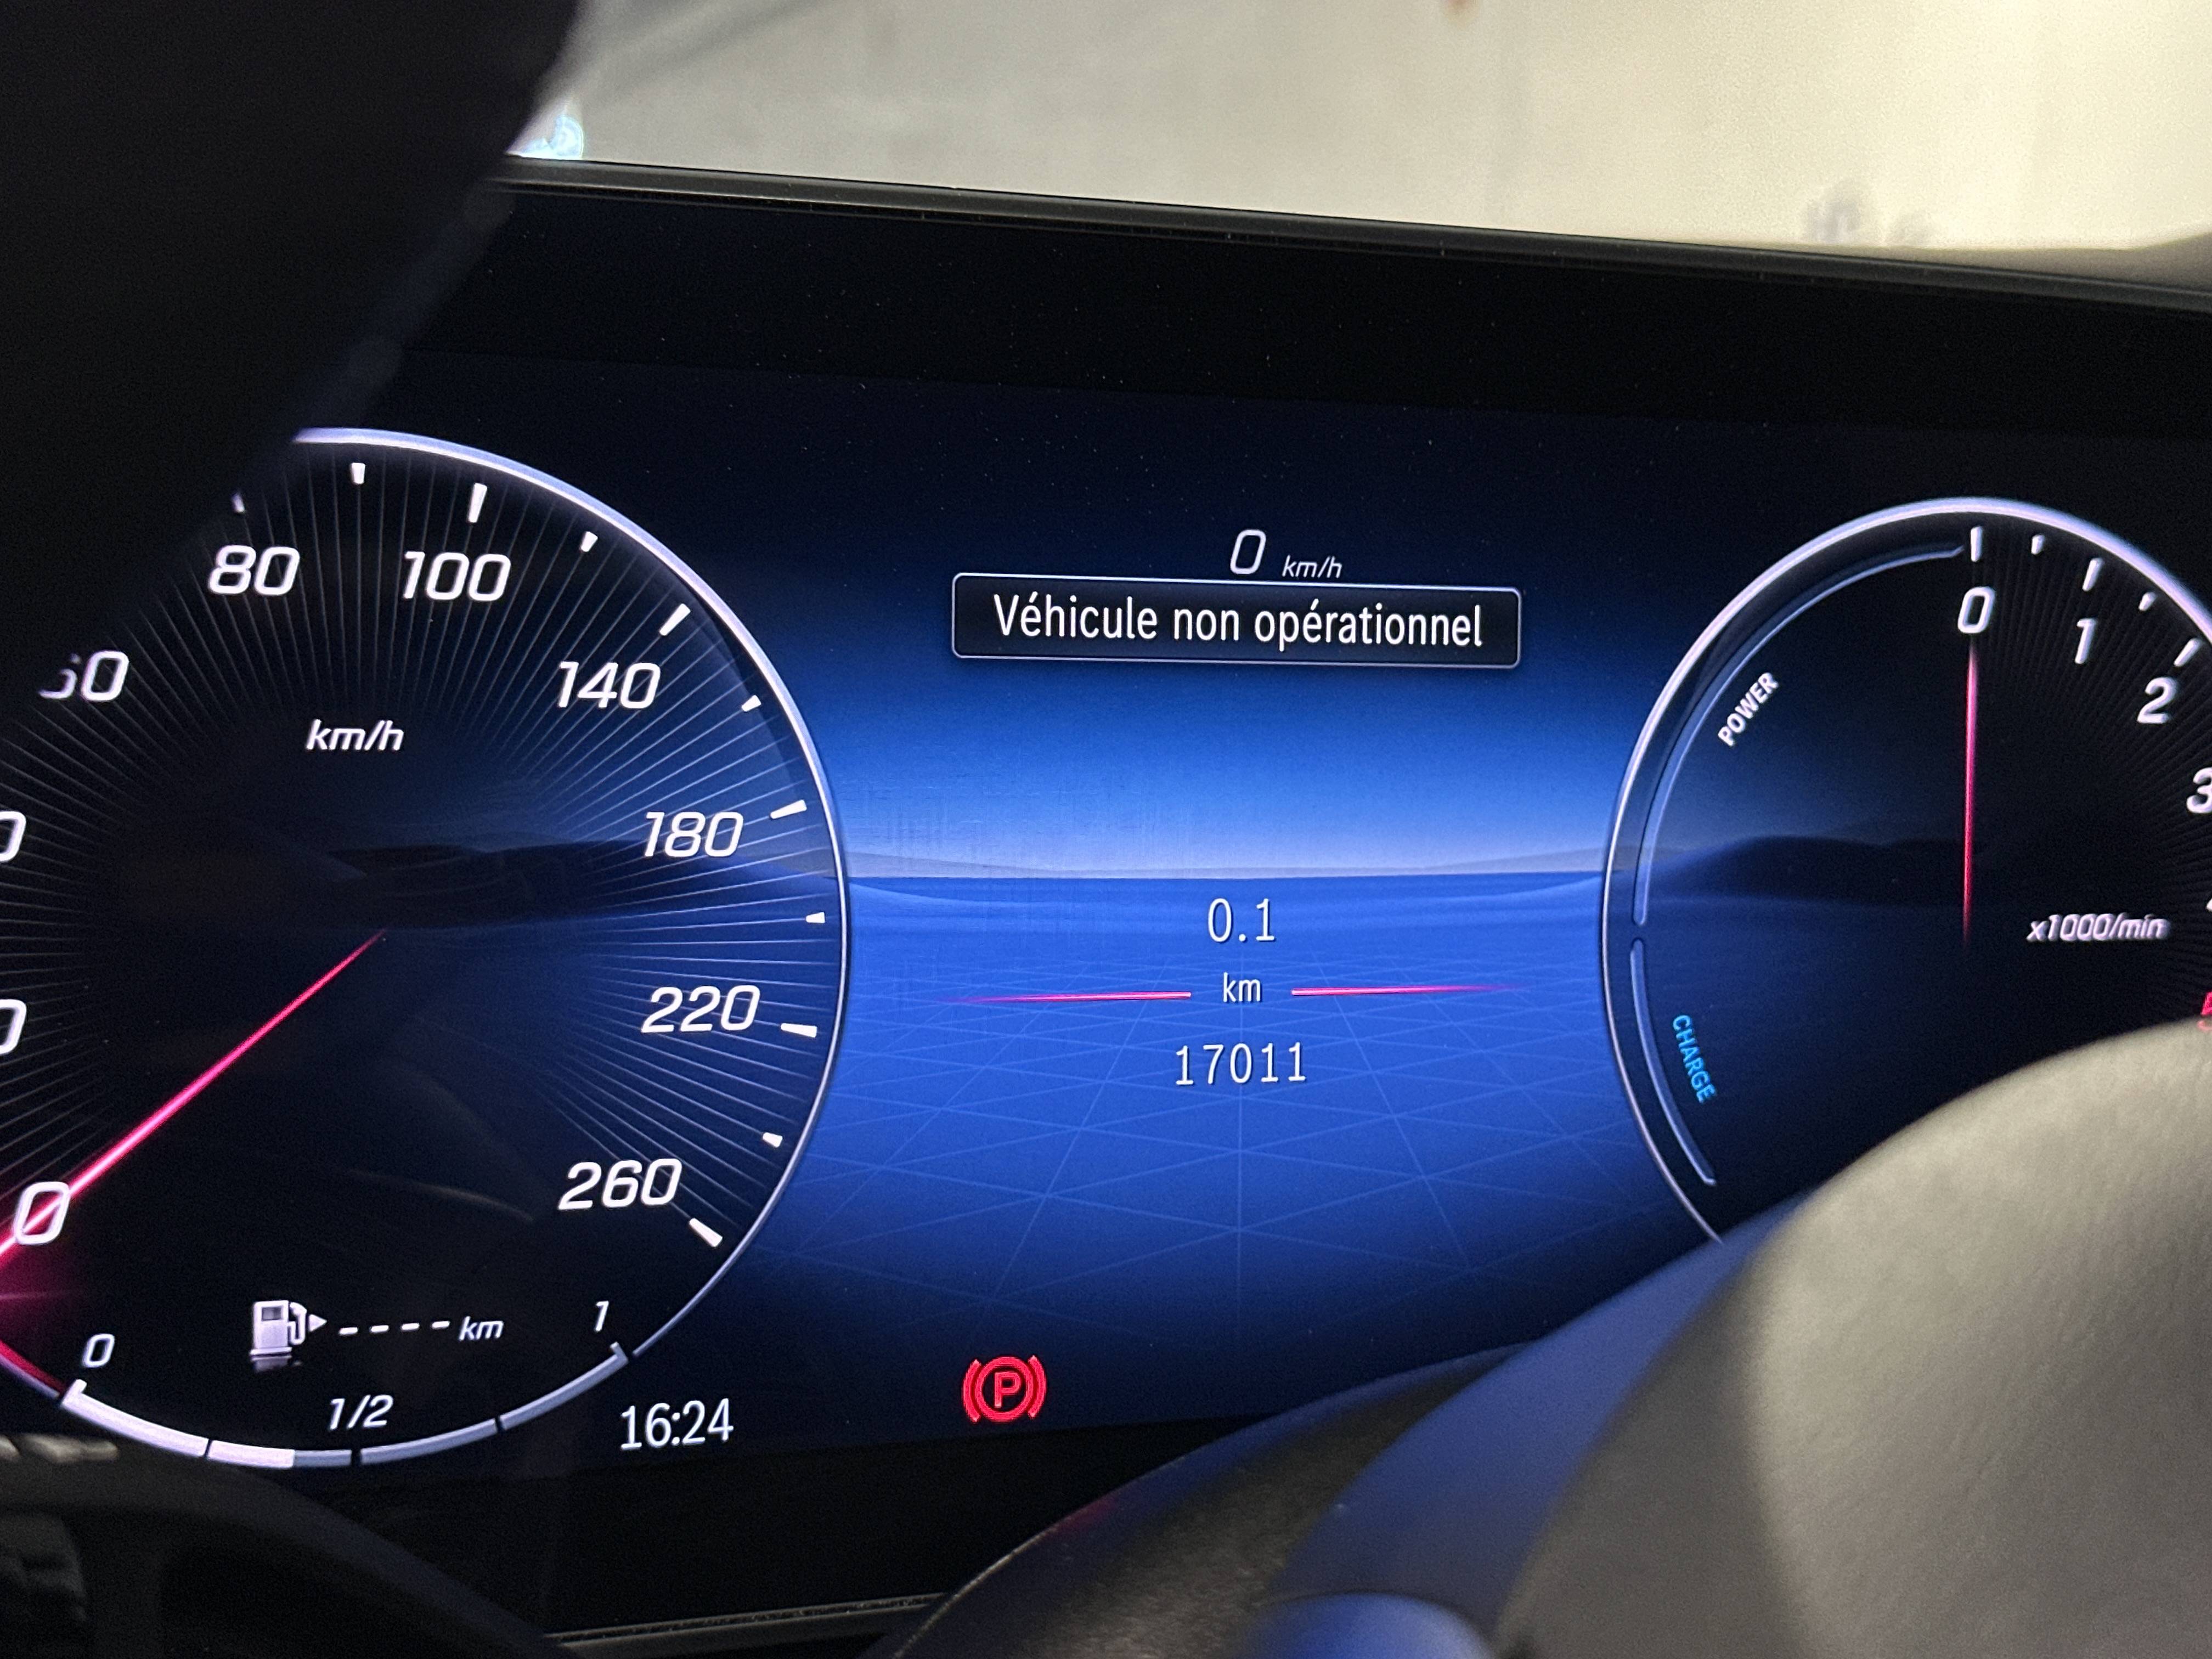 0 km/h
Véhicule non opérationnel
80
100
140
180
220
260
km/h
0
0.1
km
17011
0
1
2
POWER
CHARGE
x1000/min
---- km
0
1/2
1
16:24
P